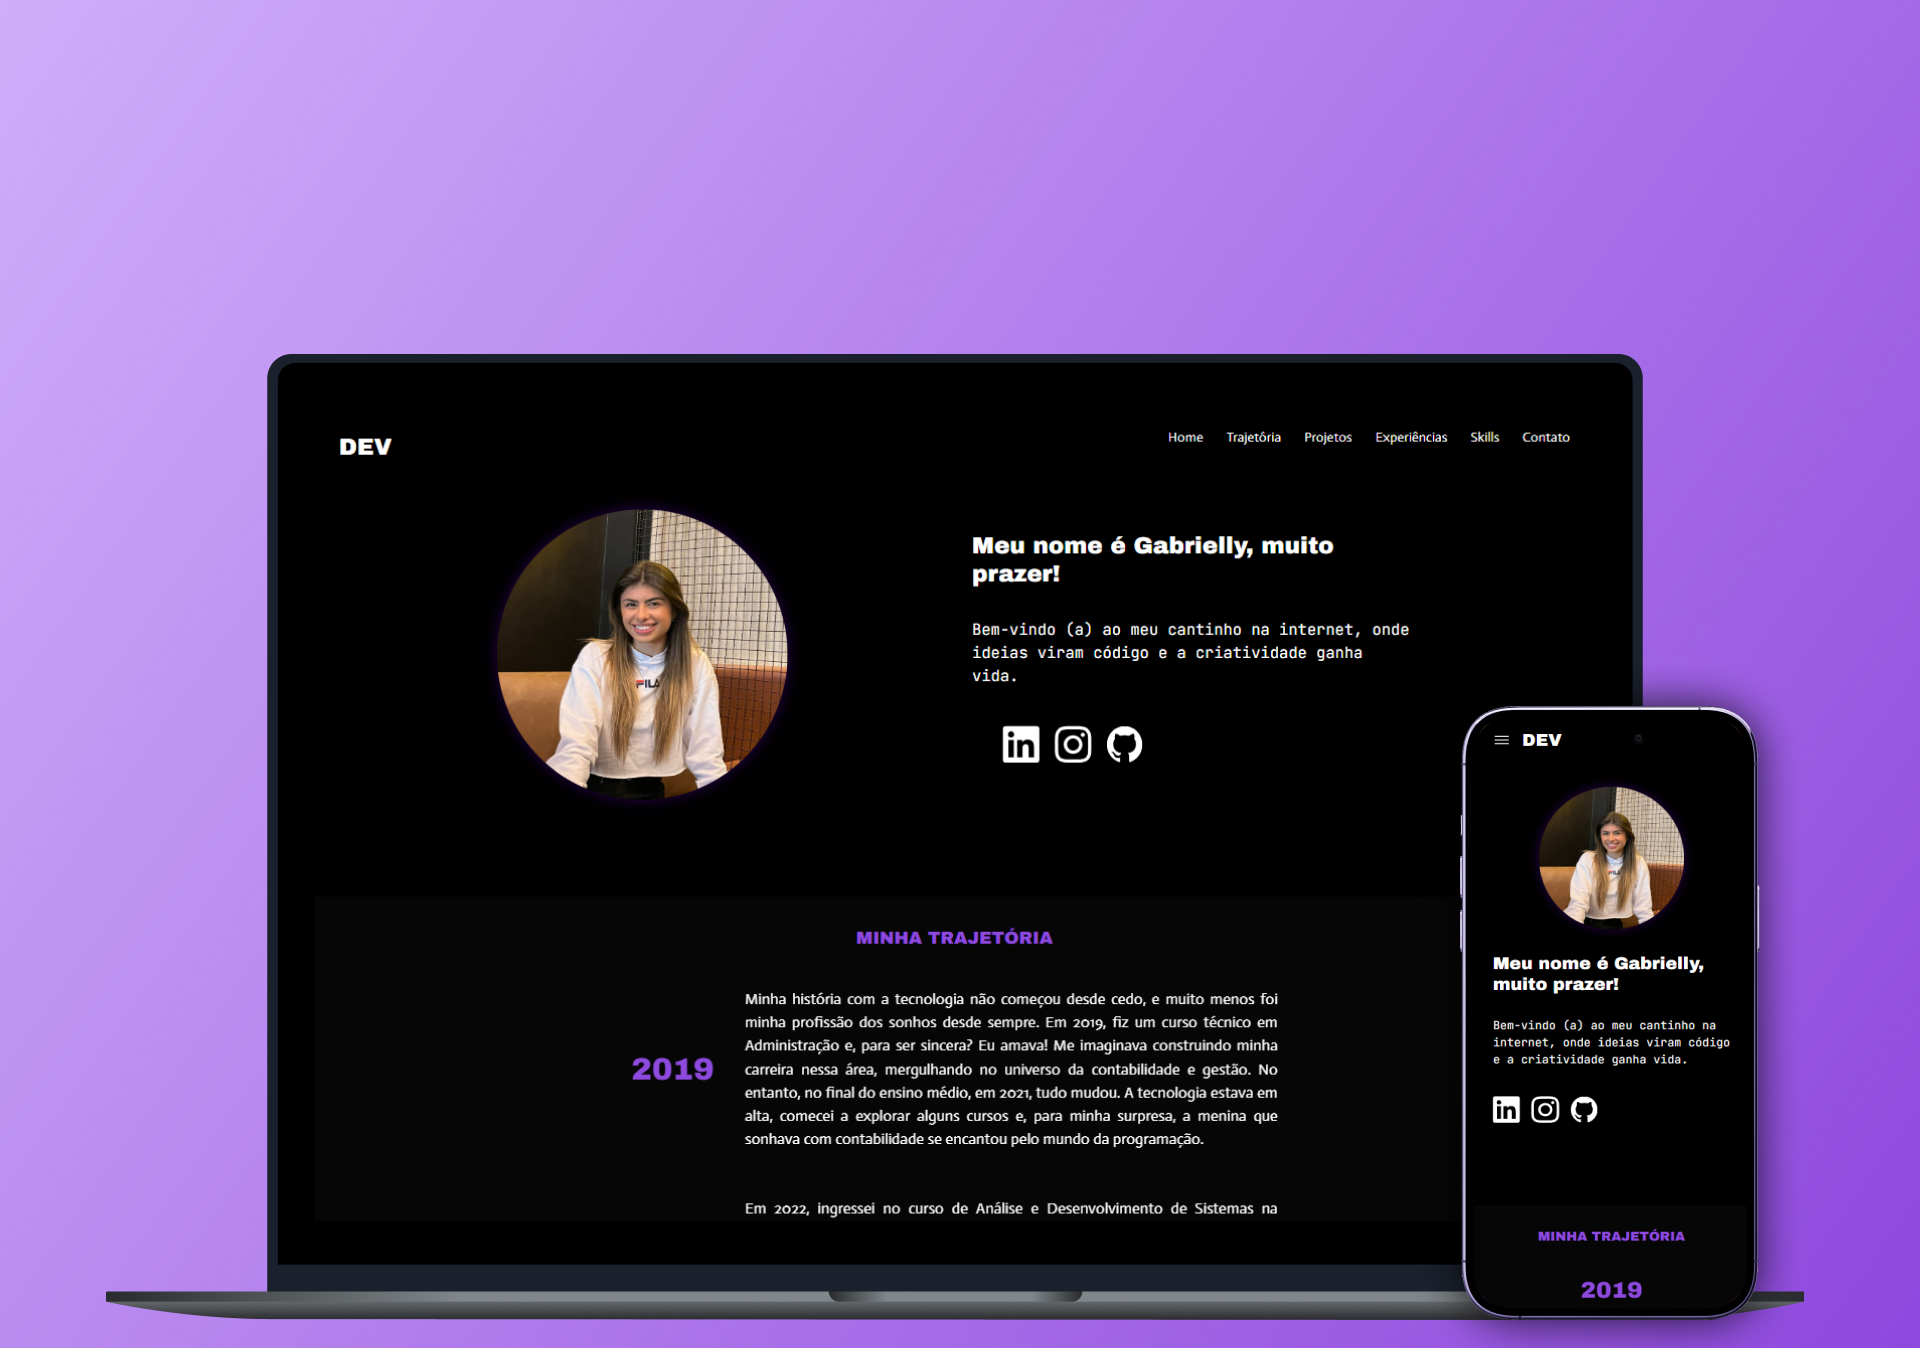 DEV
Home Trajetória Projetos Experiências Skills Contato
Meu nome é Gabrielly, muito
prazer!
Bem-vindo (a) ao meu cantinho na internet, onde
ideias viram código e a criatividade ganha
vida.
FILA
in
MINHA TRAJETÓRIA
2019
Minha história com a tecnologia não começou desde cedo, e muito menos foi
minha profissão dos sonhos desde sempre. Em 2019, fiz um curso técnico em
Administração e, para ser sincera? Eu amava! Me imaginava construindo minha
carreira nessa área, mergulhando no universo da contabilidade e gestão. No
entanto, no final do ensino médio, em 2021, tudo mudou. A tecnologia estava em
alta, comecei a explorar alguns cursos e, para minha surpresa, a menina que
sonhava com contabilidade se encantou pelo mundo da programação.
Em 2022, ingressei no curso de Análise e Desenvolvimento de Sistemas na
DEV
Meu nome é Gabrielly,
muito prazer!
Bem-vindo (a) ao meu cantinho na
internet, onde ideias viram código
e a criatividade ganha vida.
in
MINHA TRAJETÓRIA
2019